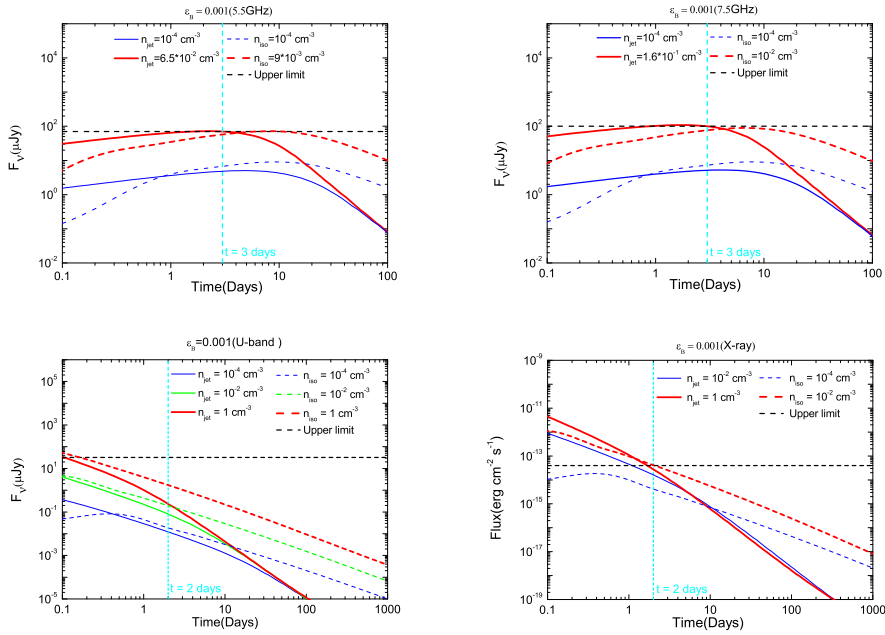 ε_B = 0.001(5.5GHz)
n_jet=10^-4 cm^-3
n_iso=10^-4 cm^-3
n_jet=6.5*10^-2 cm^-3
n_iso=9*10^-3 cm^-3
Upper limit
F_ν(μJy)
10^4
10^2
10^0
10^-2
t = 3 days
0.1 1 10 100
Time(Days)
ε_B = 0.001(7.5GHz)
n_jet=10^-4 cm^-3
n_iso=10^-4 cm^-3
n_jet=1.6*10^-1 cm^-3
n_iso=10^-2 cm^-3
Upper limit
F_ν(μJy)
10^4
10^2
10^0
10^-2
t = 3 days
0.1 1 10 100
Time(Days)
ε_B=0.001(U-band )
n_jet = 10^-4 cm^-3
n_iso = 10^-4 cm^-3
n_jet = 10^-2 cm^-3
n_iso = 10^-2 cm^-3
n_jet = 1 cm^-3
n_iso = 1 cm^-3
Upper limit
F_ν(μJy)
10^5
10^3
10^1
10^-1
10^-3
10^-5
t = 2 days
0.1 1 10 100 1000
Time(Days)
ε_B = 0.001(X-ray)
n_jet = 10^-2 cm^-3
n_iso = 10^-4 cm^-3
n_jet = 1 cm^-3
n_iso = 10^-2 cm^-3
Upper limit
Flux(erg cm^-2 s^-1)
10^-9
10^-11
10^-13
10^-15
10^-17
10^-19
t = 2 days
0.1 1 10 100 1000
Time(Days)